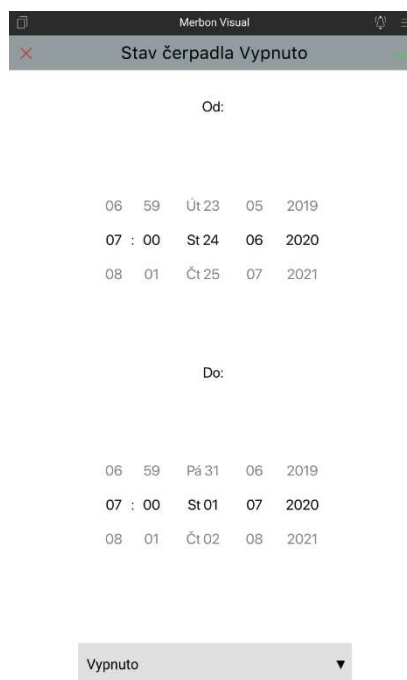 Merbon Visual
Stav čerpadla Vypnuto
Od:
06 59 Út 23 05 2019
07 : 00 St 24 06 2020
08 01 Čt 25 07 2021
Do:
06 59 Pá 31 06 2019
07 : 00 St 01 07 2020
08 01 Čt 02 08 2021
Vypnuto